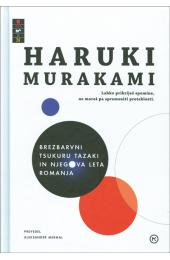 HARUKI
MURAKAMI
Lahko prikriješ spomine,
ne moreš pa spremeniti preteklosti.
BREZBARVNI
TSUKURU TAZAKI
IN NJEGOVA LETA
ROMANJA
PREVEDEL
ALEKSANDER MERMAL